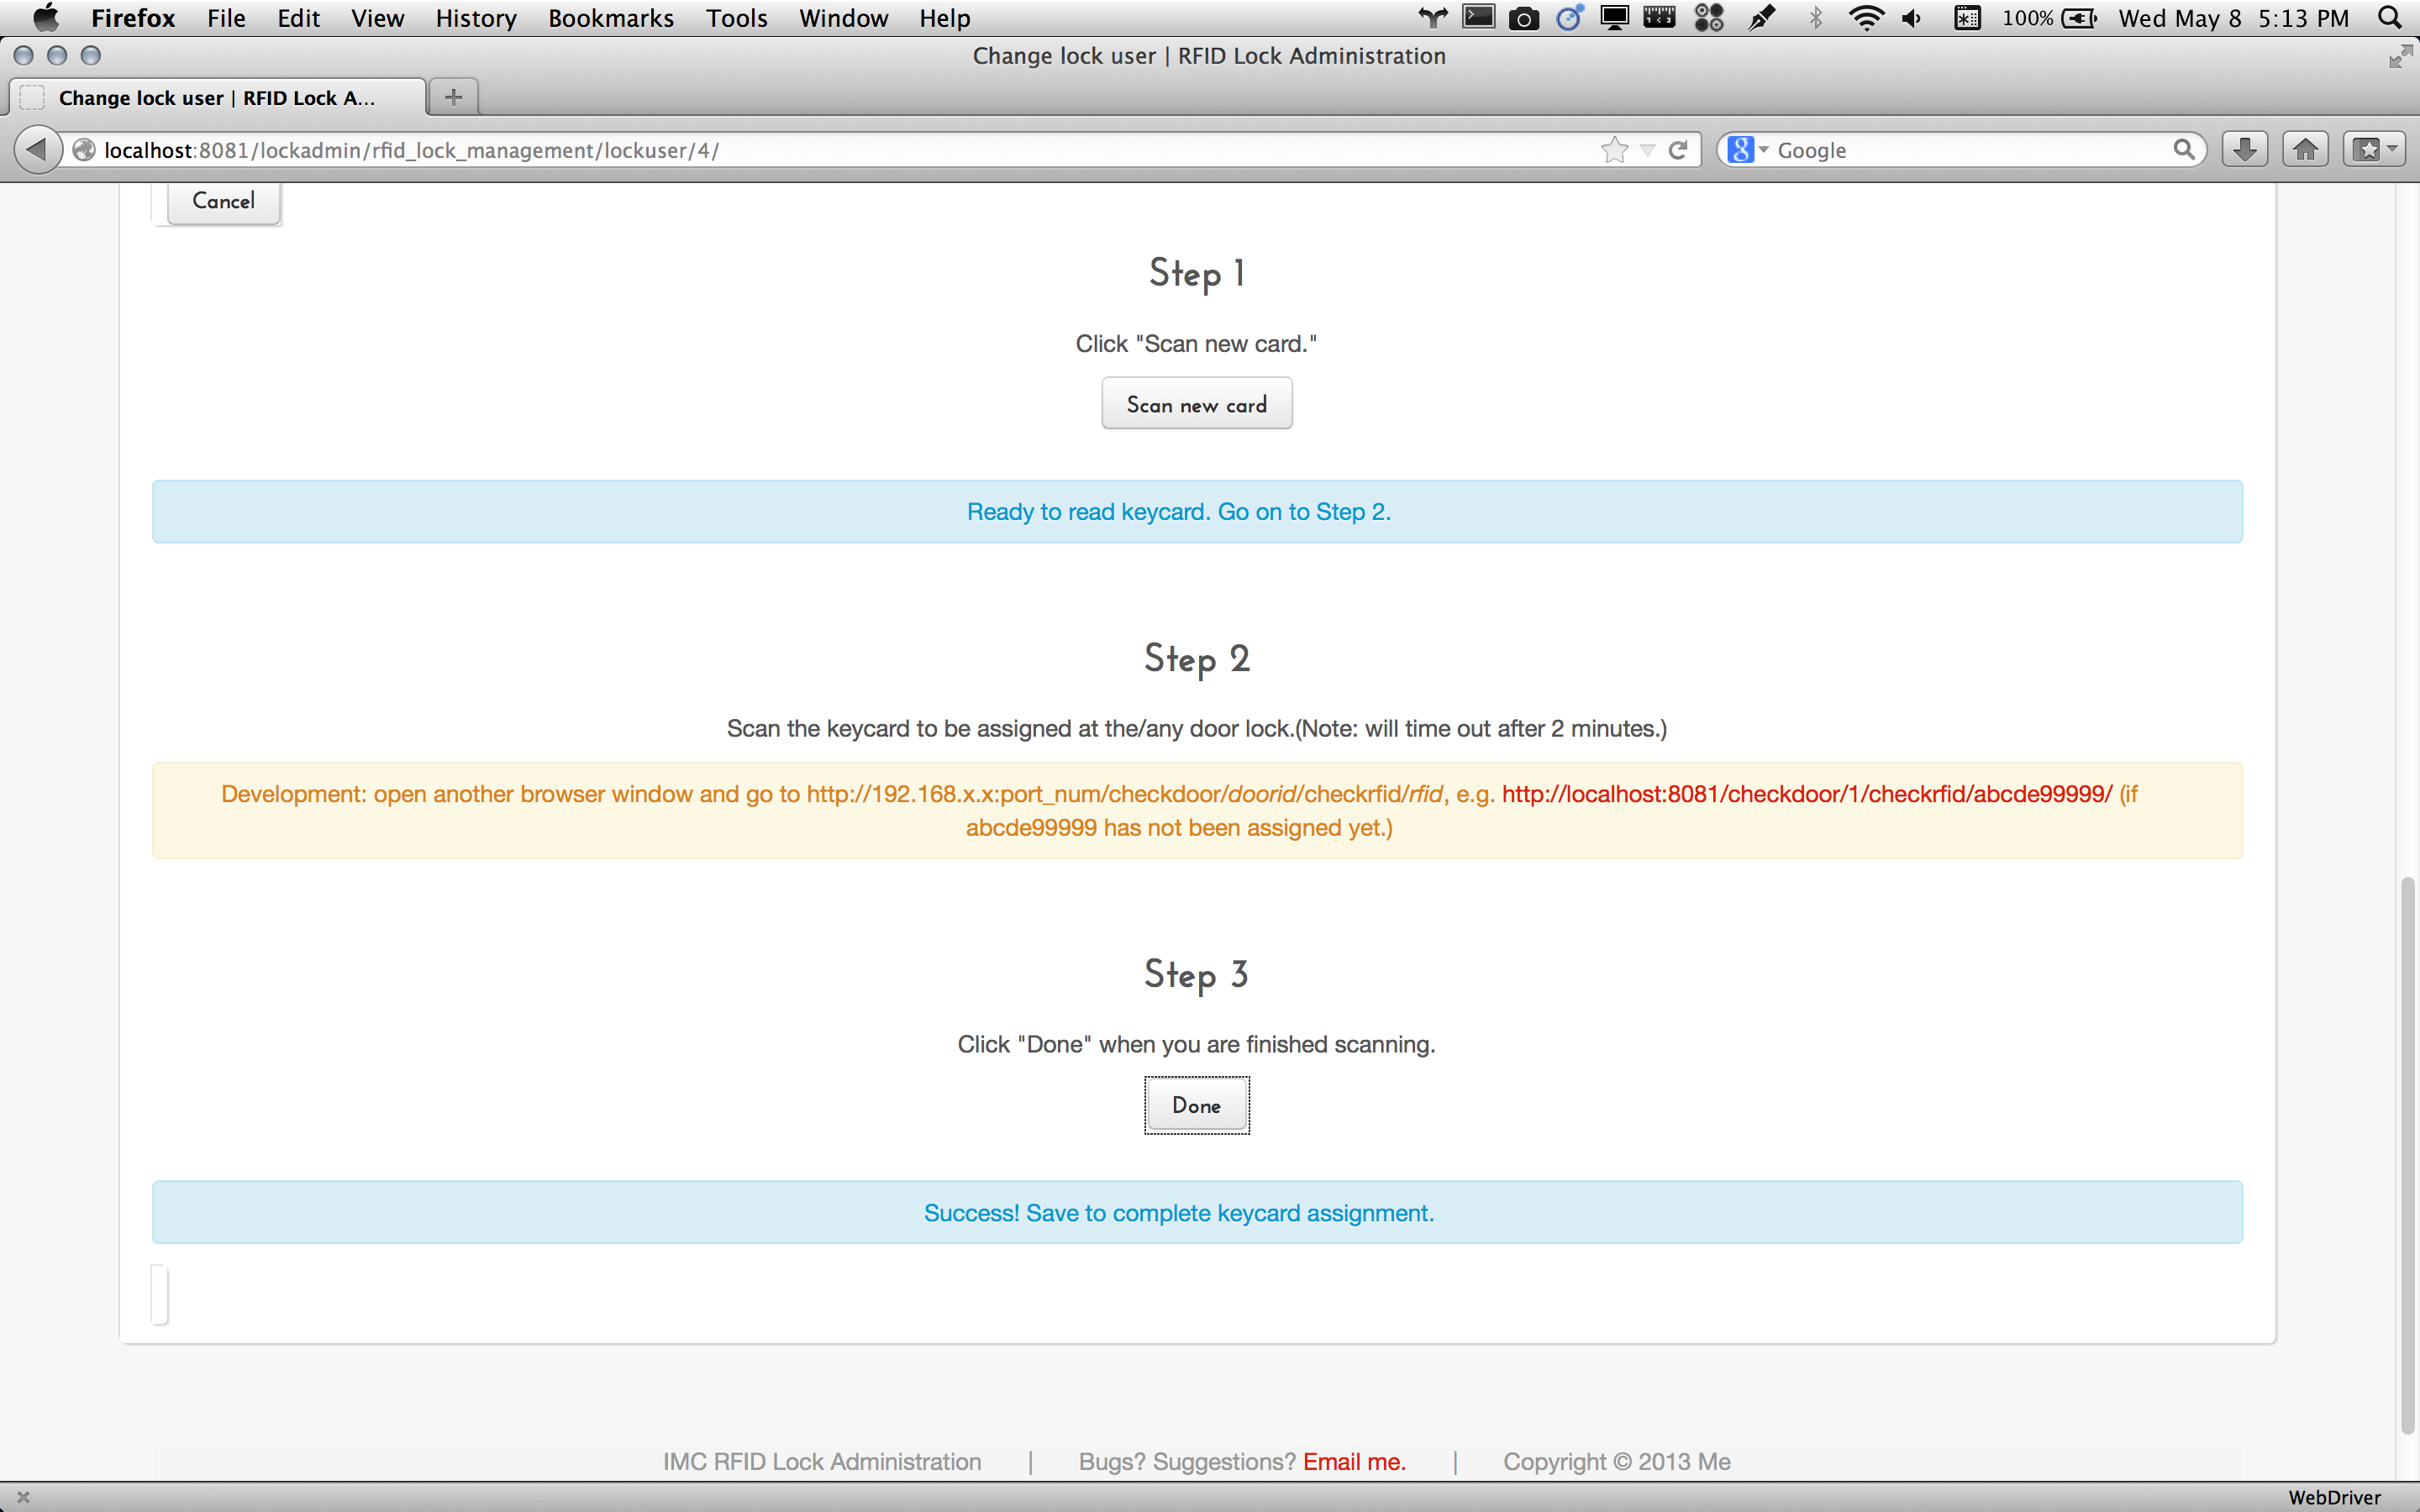 Firefox File Edit View History Bookmarks Tools Window Help 100% Wed May 8 5:13 PM
Change lock user | RFID Lock Administration
Change lock user | RFID Lock A...
localhost:8081/lockadmin/rfid_lock_management/lockuser/4/ Google
Cancel
Step 1
Click "Scan new card."
Scan new card
Ready to read keycard. Go on to Step 2.
Step 2
Scan the keycard to be assigned at the/any door lock.(Note: will time out after 2 minutes.)
Development: open another browser window and go to http://192.168.x.x:port_num/checkdoor/doorid/checkrfid/rfid, e.g. http://localhost:8081/checkdoor/1/checkrfid/abcde99999/ (if
abcde99999 has not been assigned yet.)
Step 3
Click "Done" when you are finished scanning.
Done
Success! Save to complete keycard assignment.
IMC RFID Lock Administration | Bugs? Suggestions? Email me. | Copyright © 2013 Me
WebDriver